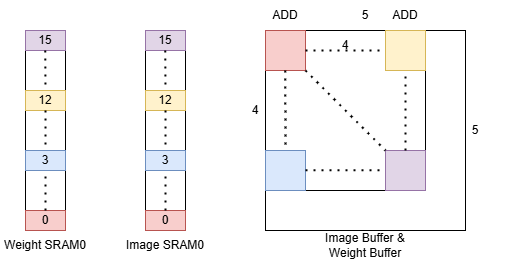 ADD 5 ADD
15
15
4
12
12
4
5
3
3
0
0
Weight SRAM0
Image SRAM0
Image Buffer &
Weight Buffer